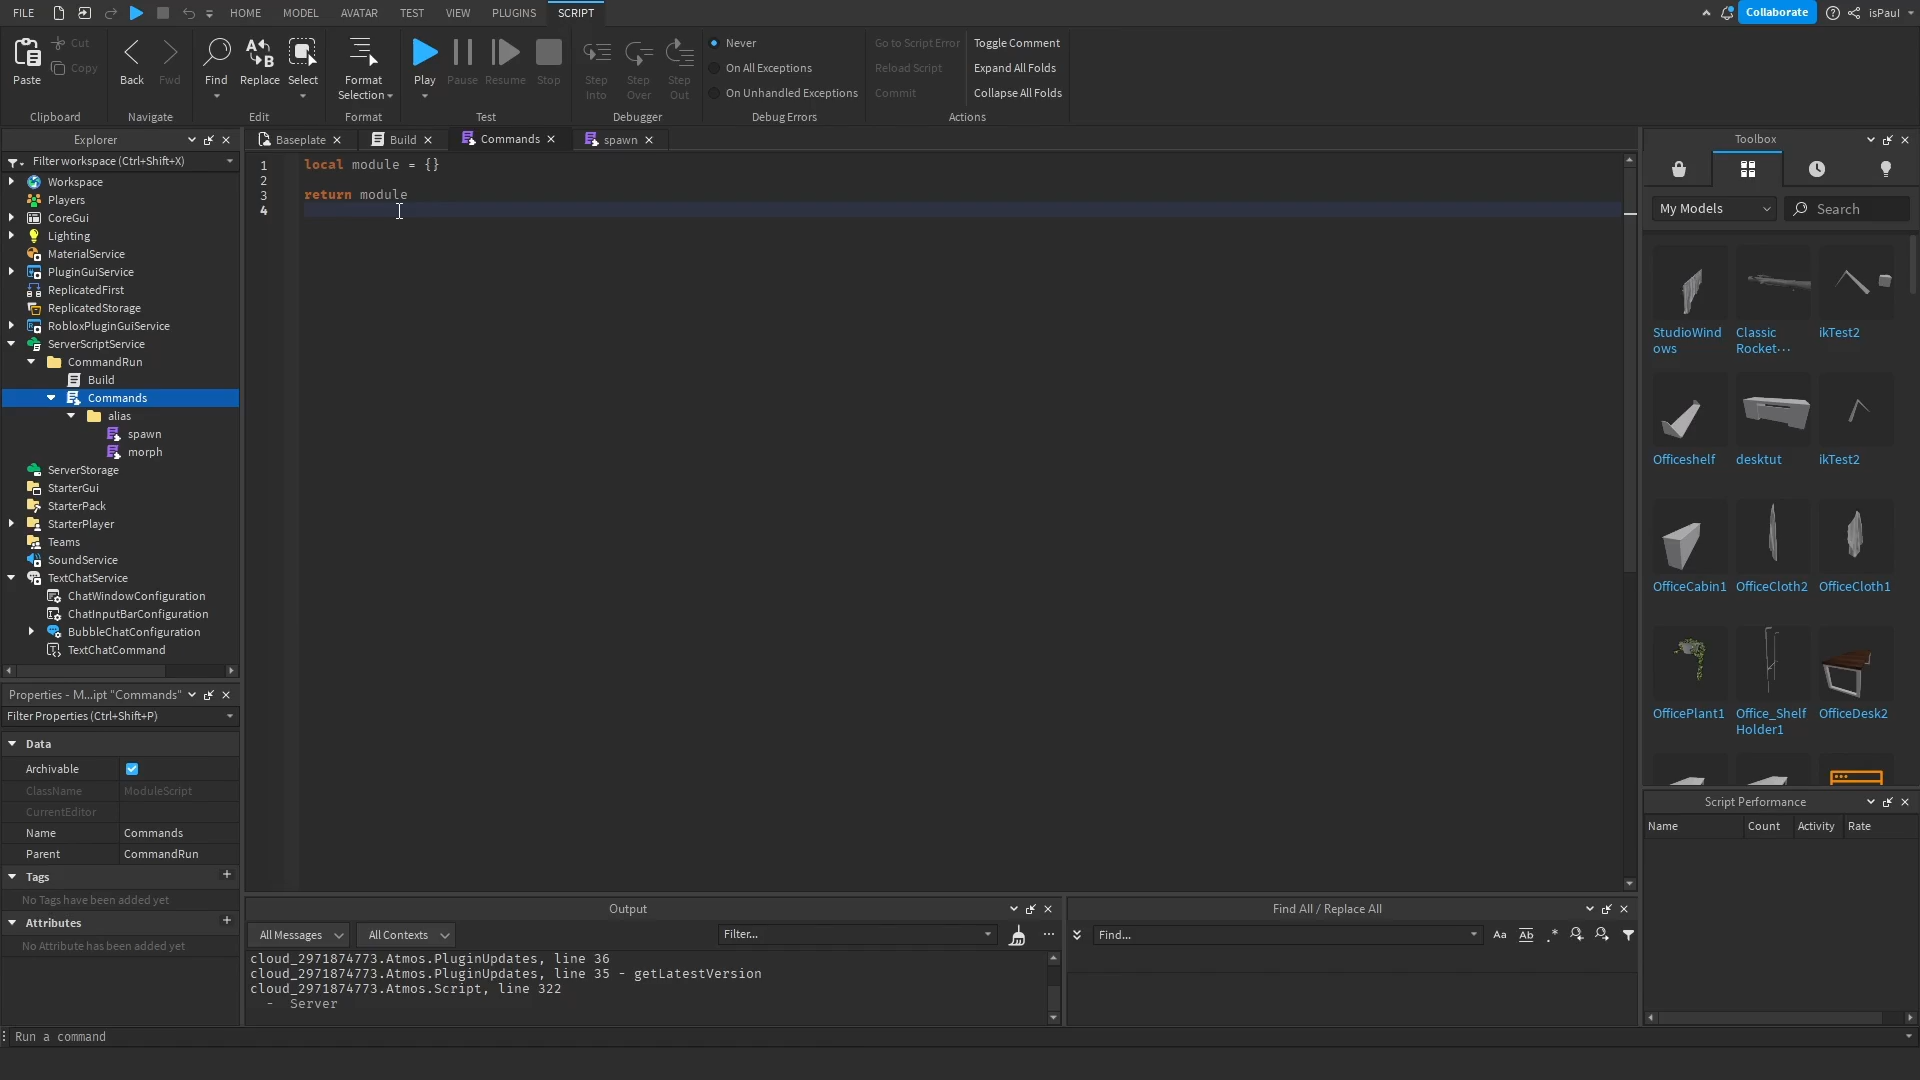 FILE HOME MODEL AVATAR TEST VIEW PLUGINS SCRIPT Collaborate isPaul
Paste Cut Copy
Clipboard
Back Fwd
Navigate
Find Replace Select
Edit
Format Selection
Format
Play Pause Resume Stop
Test
Step Into Step Over Step Out
Debugger
Never
On All Exceptions
On Unhandled Exceptions
Debug Errors
Go to Script Error Toggle Comment
Reload Script Expand All Folds
Commit Collapse All Folds
Actions
Explorer
Filter workspace (Ctrl+Shift+X)
Workspace
Players
CoreGui
Lighting
MaterialService
PluginGuiService
ReplicatedFirst
ReplicatedStorage
RobloxPluginGuiService
ServerScriptService
CommandRun
Build
Commands
alias
spawn
morph
ServerStorage
StarterGui
StarterPack
StarterPlayer
Teams
SoundService
TextChatService
ChatWindowConfiguration
ChatInputBarConfiguration
BubbleChatConfiguration
TextChatCommand
Properties - M...ipt "Commands"
Filter Properties (Ctrl+Shift+P)
Data
Archivable
ClassName ModuleScript
CurrentEditor
Name Commands
Parent CommandRun
Tags +
No Tags have been added yet
Attributes +
No Attribute has been added yet
Baseplate Build Commands spawn
1 local module = {}
2
3 return module
4
Output
All Messages All Contexts Filter...
cloud_2971874773.Atmos.PluginUpdates, line 36
cloud_2971874773.Atmos.PluginUpdates, line 35 - getLatestVersion
cloud_2971874773.Atmos.Script, line 322
- Server
Find All / Replace All
Find... Aa Ab .*
Toolbox
My Models Search
StudioWind
ows
Classic
Rocket···
ikTest2
Officeshelf desktut ikTest2
OfficeCabin1 OfficeCloth2 OfficeCloth1
OfficePlant1
Office_Shelf
Holder1
OfficeDesk2
Script Performance
Name Count Activity Rate
Run a command